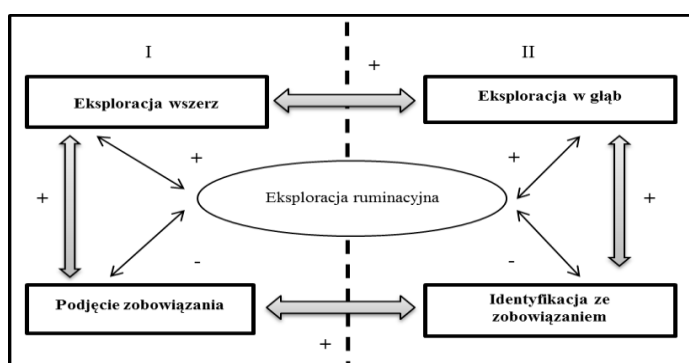 I
II
+
Eksploracja wszerz
Eksploracja w głąb
+
+
+
+
Eksploracja ruminacyjna
-
-
Podjęcie zobowiązania
Identyfikacja ze
zobowiązaniem
+